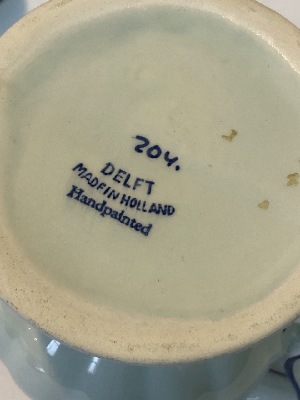 204.
DELFT
MADE IN HOLLAND
Handpainted